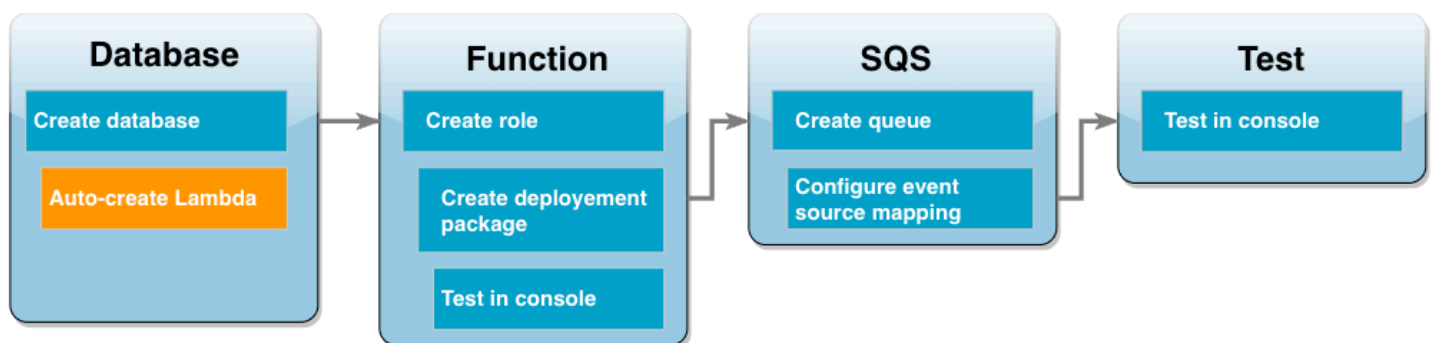 Database
Create database
Auto-create Lambda
Function
Create role
Create deployement
package
Test in console
SQS
Create queue
Configure event
source mapping
Test
Test in console